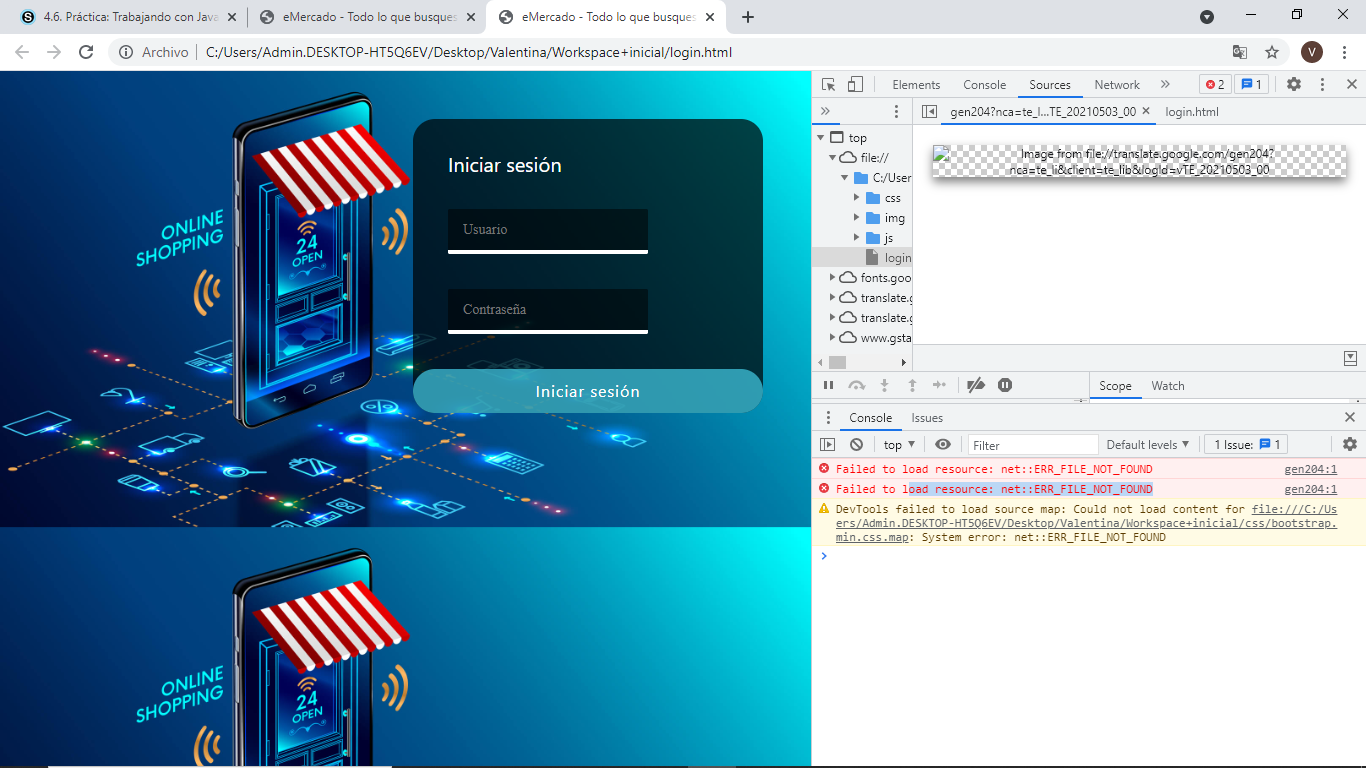 4.6. Práctica: Trabajando con Java
eMercado - Todo lo que busques
eMercado - Todo lo que busques
Archivo
C:/Users/Admin.DESKTOP-HT5Q6EV/Desktop/Valentina/Workspace+inicial/login.html
V
Elements
Console
Sources
Network
2
1
gen204?nca=te_l...TE_20210503_00
login.html
top
file://
C:/User
css
img
js
login
fonts.goo
translate.g
translate.g
www.gsta
Image from file://translate.google.com/gen204?
nca=te_li&client=te_lib&logId=vTE_20210503_00
Scope
Watch
Console
Issues
top
Filter
Default levels
1 Issue:
1
Failed to load resource: net::ERR_FILE_NOT_FOUND
gen204:1
Failed to load resource: net::ERR_FILE_NOT_FOUND
gen204:1
DevTools failed to load source map: Could not load content for file:///C:/Us
ers/Admin.DESKTOP-HT5Q6EV/Desktop/Valentina/Workspace+inicial/css/bootstrap.
min.css.map: System error: net::ERR_FILE_NOT_FOUND
Iniciar sesión
Usuario
Contraseña
Iniciar sesión
ONLINE
SHOPPING
24
OPEN
ONLINE
SHOPPING
24
OPEN